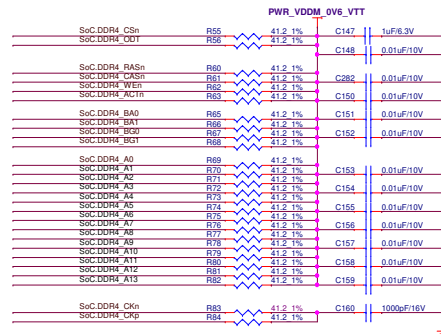 PWR_VDDM_0V6_VTT
SoC.DDR4_CSn R55 41.2 1% C147 1uF/6.3V
SoC.DDR4_ODT R56 41.2 1%
C148 0.01uF/10V
SoC.DDR4_RASn R60 41.2 1%
SoC.DDR4_CASn R61 41.2 1% C282 0.01uF/10V
SoC.DDR4_WEn R62 41.2 1%
SoC.DDR4_ACTn R63 41.2 1% C150 0.01uF/10V
SoC.DDR4_BA0 R65 41.2 1% C151 0.01uF/10V
SoC.DDR4_BA1 R66 41.2 1%
SoC.DDR4_BG0 R67 41.2 1% C152 0.01uF/10V
SoC.DDR4_BG1 R68 41.2 1%
SoC.DDR4_A0 R69 41.2 1%
SoC.DDR4_A1 R70 41.2 1% C153 0.01uF/10V
SoC.DDR4_A2 R71 41.2 1%
SoC.DDR4_A3 R72 41.2 1% C154 0.01uF/10V
SoC.DDR4_A4 R73 41.2 1%
SoC.DDR4_A5 R74 41.2 1% C155 0.01uF/10V
SoC.DDR4_A6 R75 41.2 1%
SoC.DDR4_A7 R76 41.2 1% C156 0.01uF/10V
SoC.DDR4_A8 R77 41.2 1%
SoC.DDR4_A9 R78 41.2 1% C157 0.01uF/10V
SoC.DDR4_A10 R79 41.2 1%
SoC.DDR4_A11 R80 41.2 1% C158 0.01uF/10V
SoC.DDR4_A12 R81 41.2 1%
SoC.DDR4_A13 R82 41.2 1% C159 0.01uF/10V
SoC.DDR4_CKn R83 41.2 1% C160 1000pF/16V
SoC.DDR4_CKp R84 41.2 1%